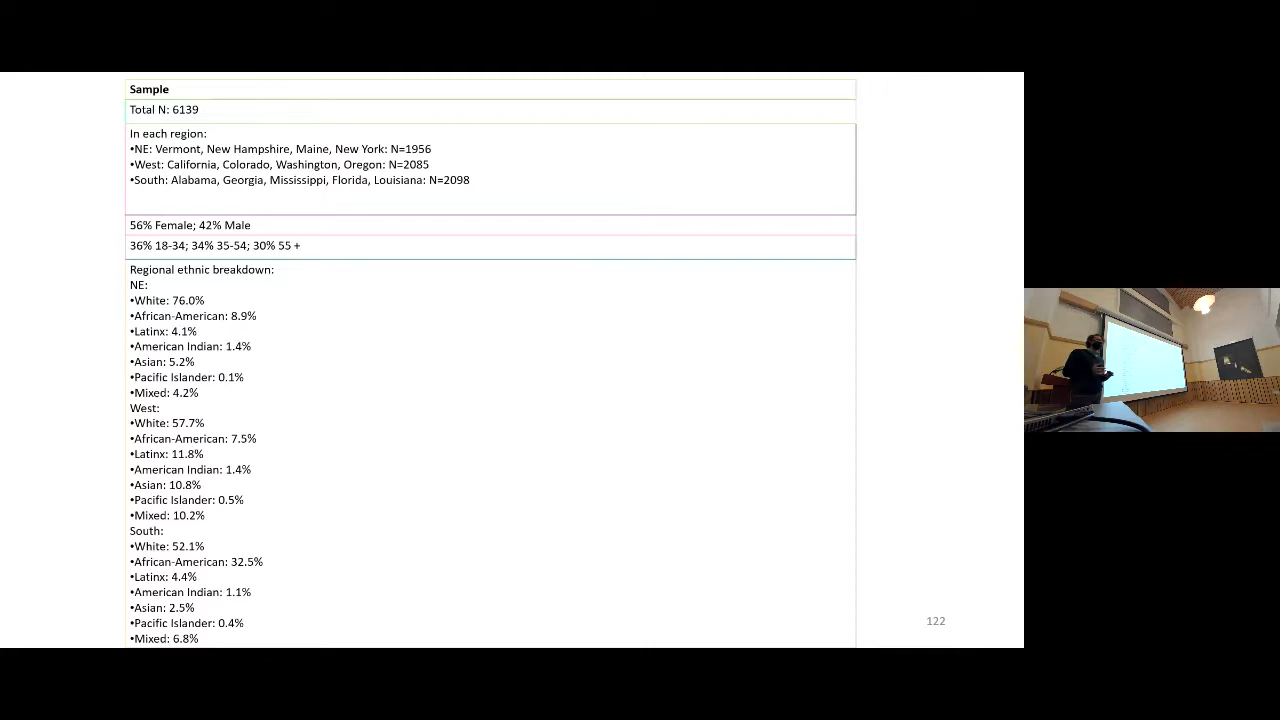 Sample
Total N: 6139
In each region:
•NE: Vermont, New Hampshire, Maine, New York: N=1956
•West: California, Colorado, Washington, Oregon: N=2085
•South: Alabama, Georgia, Mississippi, Florida, Louisiana: N=2098
56% Female; 42% Male
36% 18-34; 34% 35-54; 30% 55 +
Regional ethnic breakdown:
NE:
•White: 76.0%
•African-American: 8.9%
•Latinx: 4.1%
•American Indian: 1.4%
•Asian: 5.2%
•Pacific Islander: 0.1%
•Mixed: 4.2%
West:
•White: 57.7%
•African-American: 7.5%
•Latinx: 11.8%
•American Indian: 1.4%
•Asian: 10.8%
•Pacific Islander: 0.5%
•Mixed: 10.2%
South:
•White: 52.1%
•African-American: 32.5%
•Latinx: 4.4%
•American Indian: 1.1%
•Asian: 2.5%
•Pacific Islander: 0.4%
•Mixed: 6.8%
122